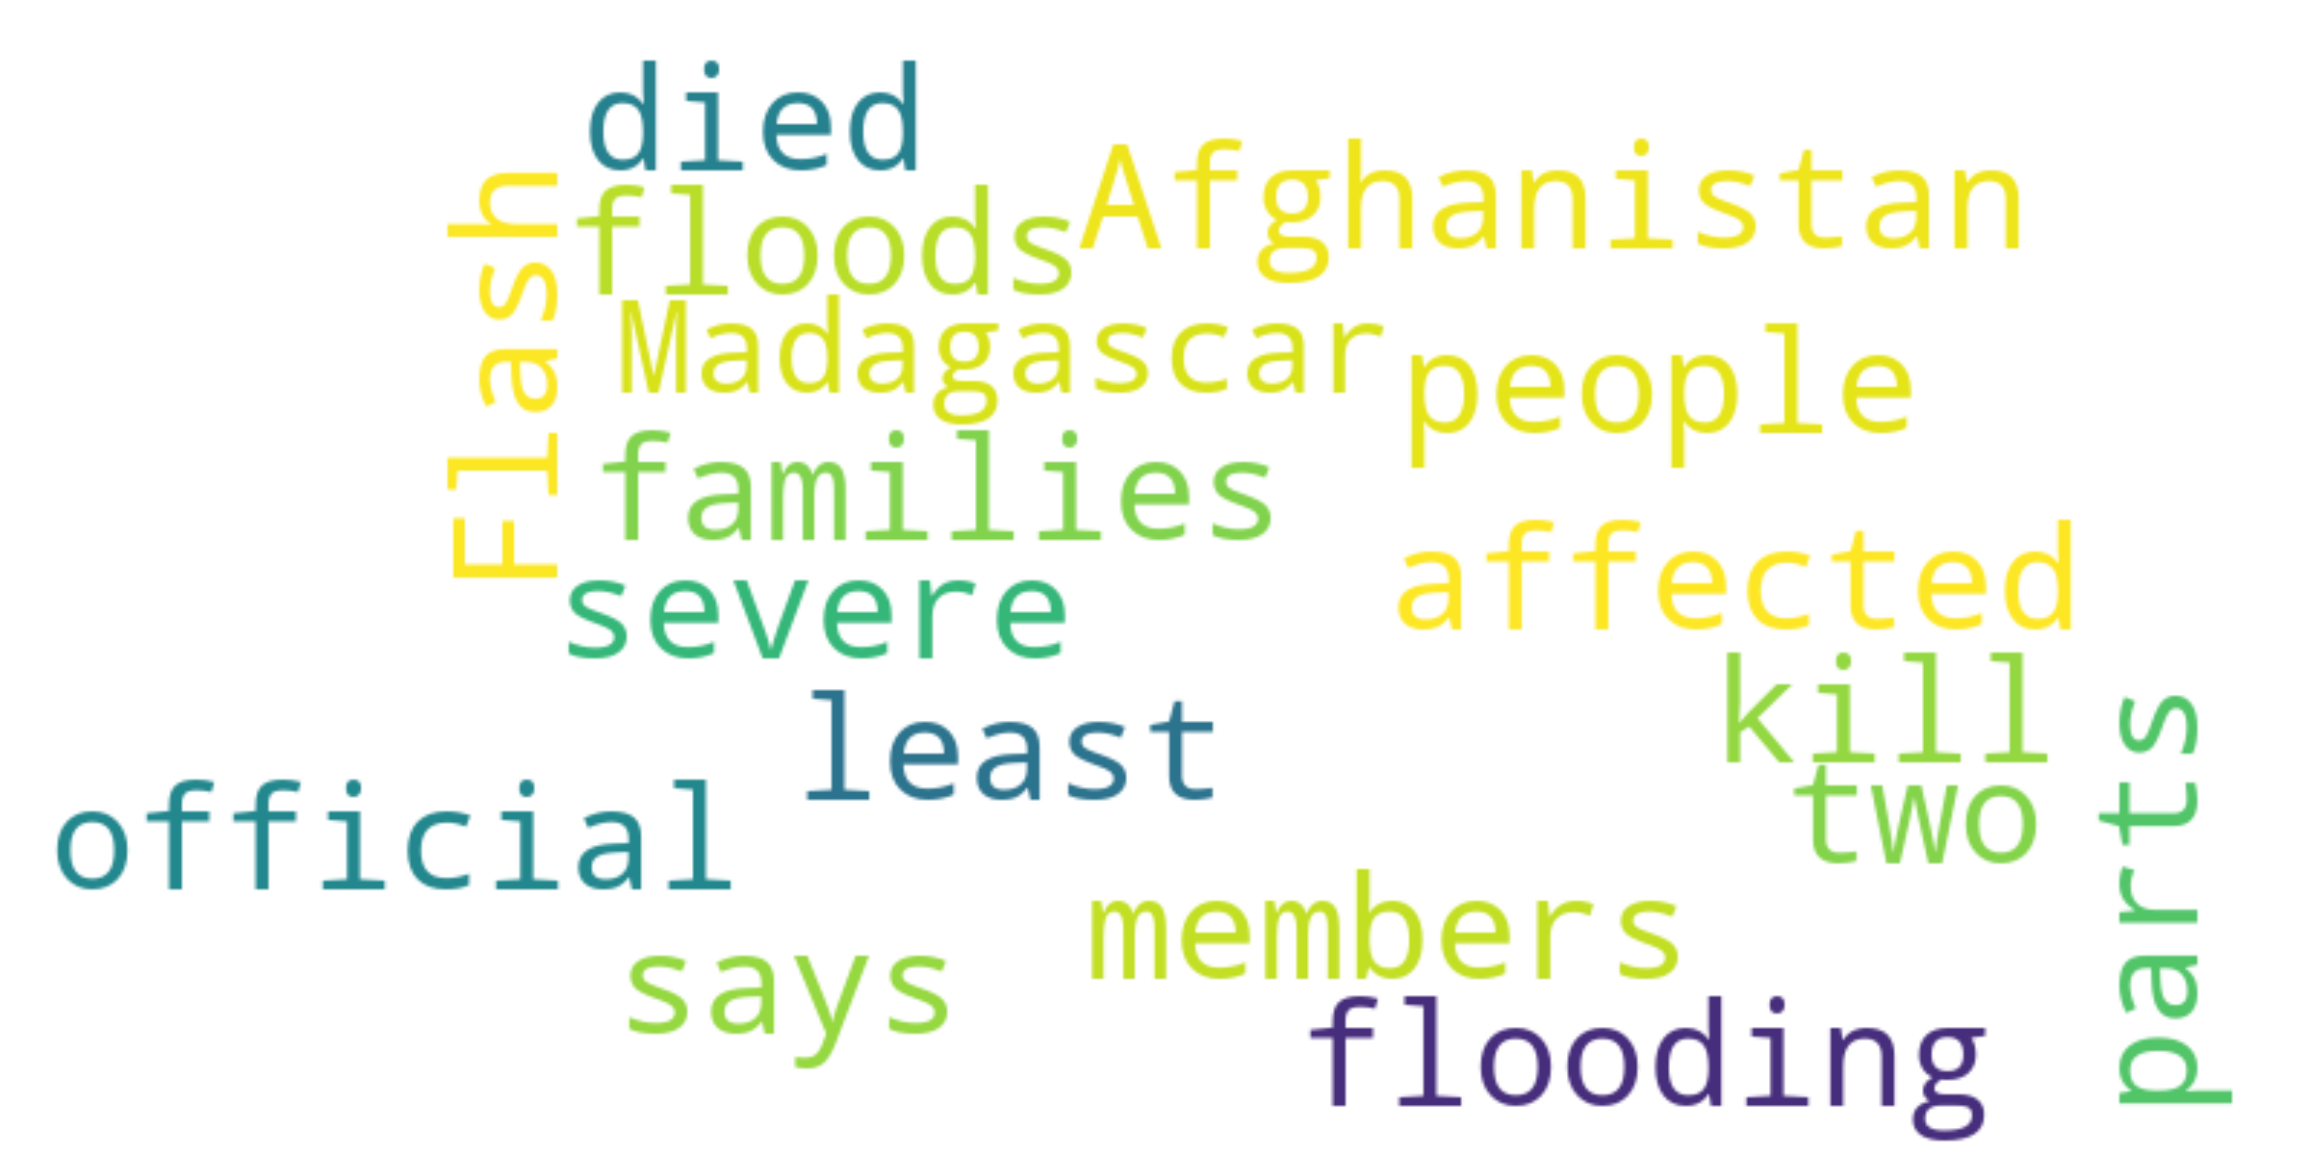 died
Afghanistan
Flash
floods
Madagascar
people
families
affected
severe
kill
least
parts
two
official
members
says
flooding